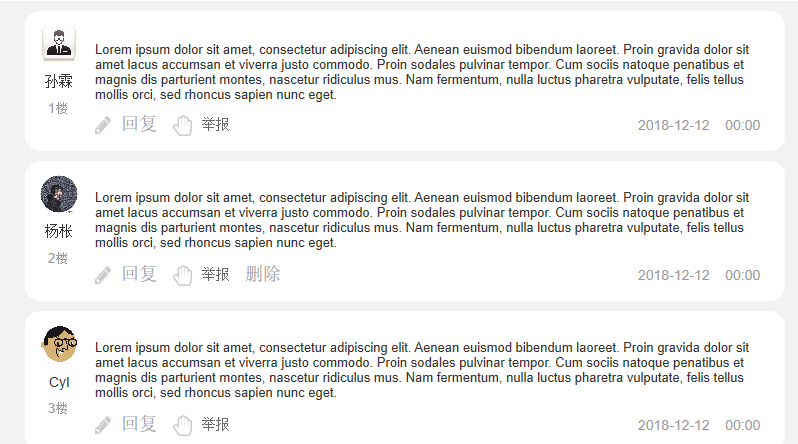 Lorem ipsum dolor sit amet, consectetur adipiscing elit. Aenean euismod bibendum laoreet. Proin gravida dolor sit
amet lacus accumsan et viverra justo commodo. Proin sodales pulvinar tempor. Cum sociis natoque penatibus et
magnis dis parturient montes, nascetur ridiculus mus. Nam fermentum, nulla luctus pharetra vulputate, felis tellus
mollis orci, sed rhoncus sapien nunc eget.
孙霖
1楼
回复 举报 2018-12-12 00:00
Lorem ipsum dolor sit amet, consectetur adipiscing elit. Aenean euismod bibendum laoreet. Proin gravida dolor sit
amet lacus accumsan et viverra justo commodo. Proin sodales pulvinar tempor. Cum sociis natoque penatibus et
magnis dis parturient montes, nascetur ridiculus mus. Nam fermentum, nulla luctus pharetra vulputate, felis tellus
mollis orci, sed rhoncus sapien nunc eget.
杨枨
2楼
回复 举报 删除 2018-12-12 00:00
Lorem ipsum dolor sit amet, consectetur adipiscing elit. Aenean euismod bibendum laoreet. Proin gravida dolor sit
amet lacus accumsan et viverra justo commodo. Proin sodales pulvinar tempor. Cum sociis natoque penatibus et
magnis dis parturient montes, nascetur ridiculus mus. Nam fermentum, nulla luctus pharetra vulputate, felis tellus
mollis orci, sed rhoncus sapien nunc eget.
Cyl
3楼
回复 举报 2018-12-12 00:00